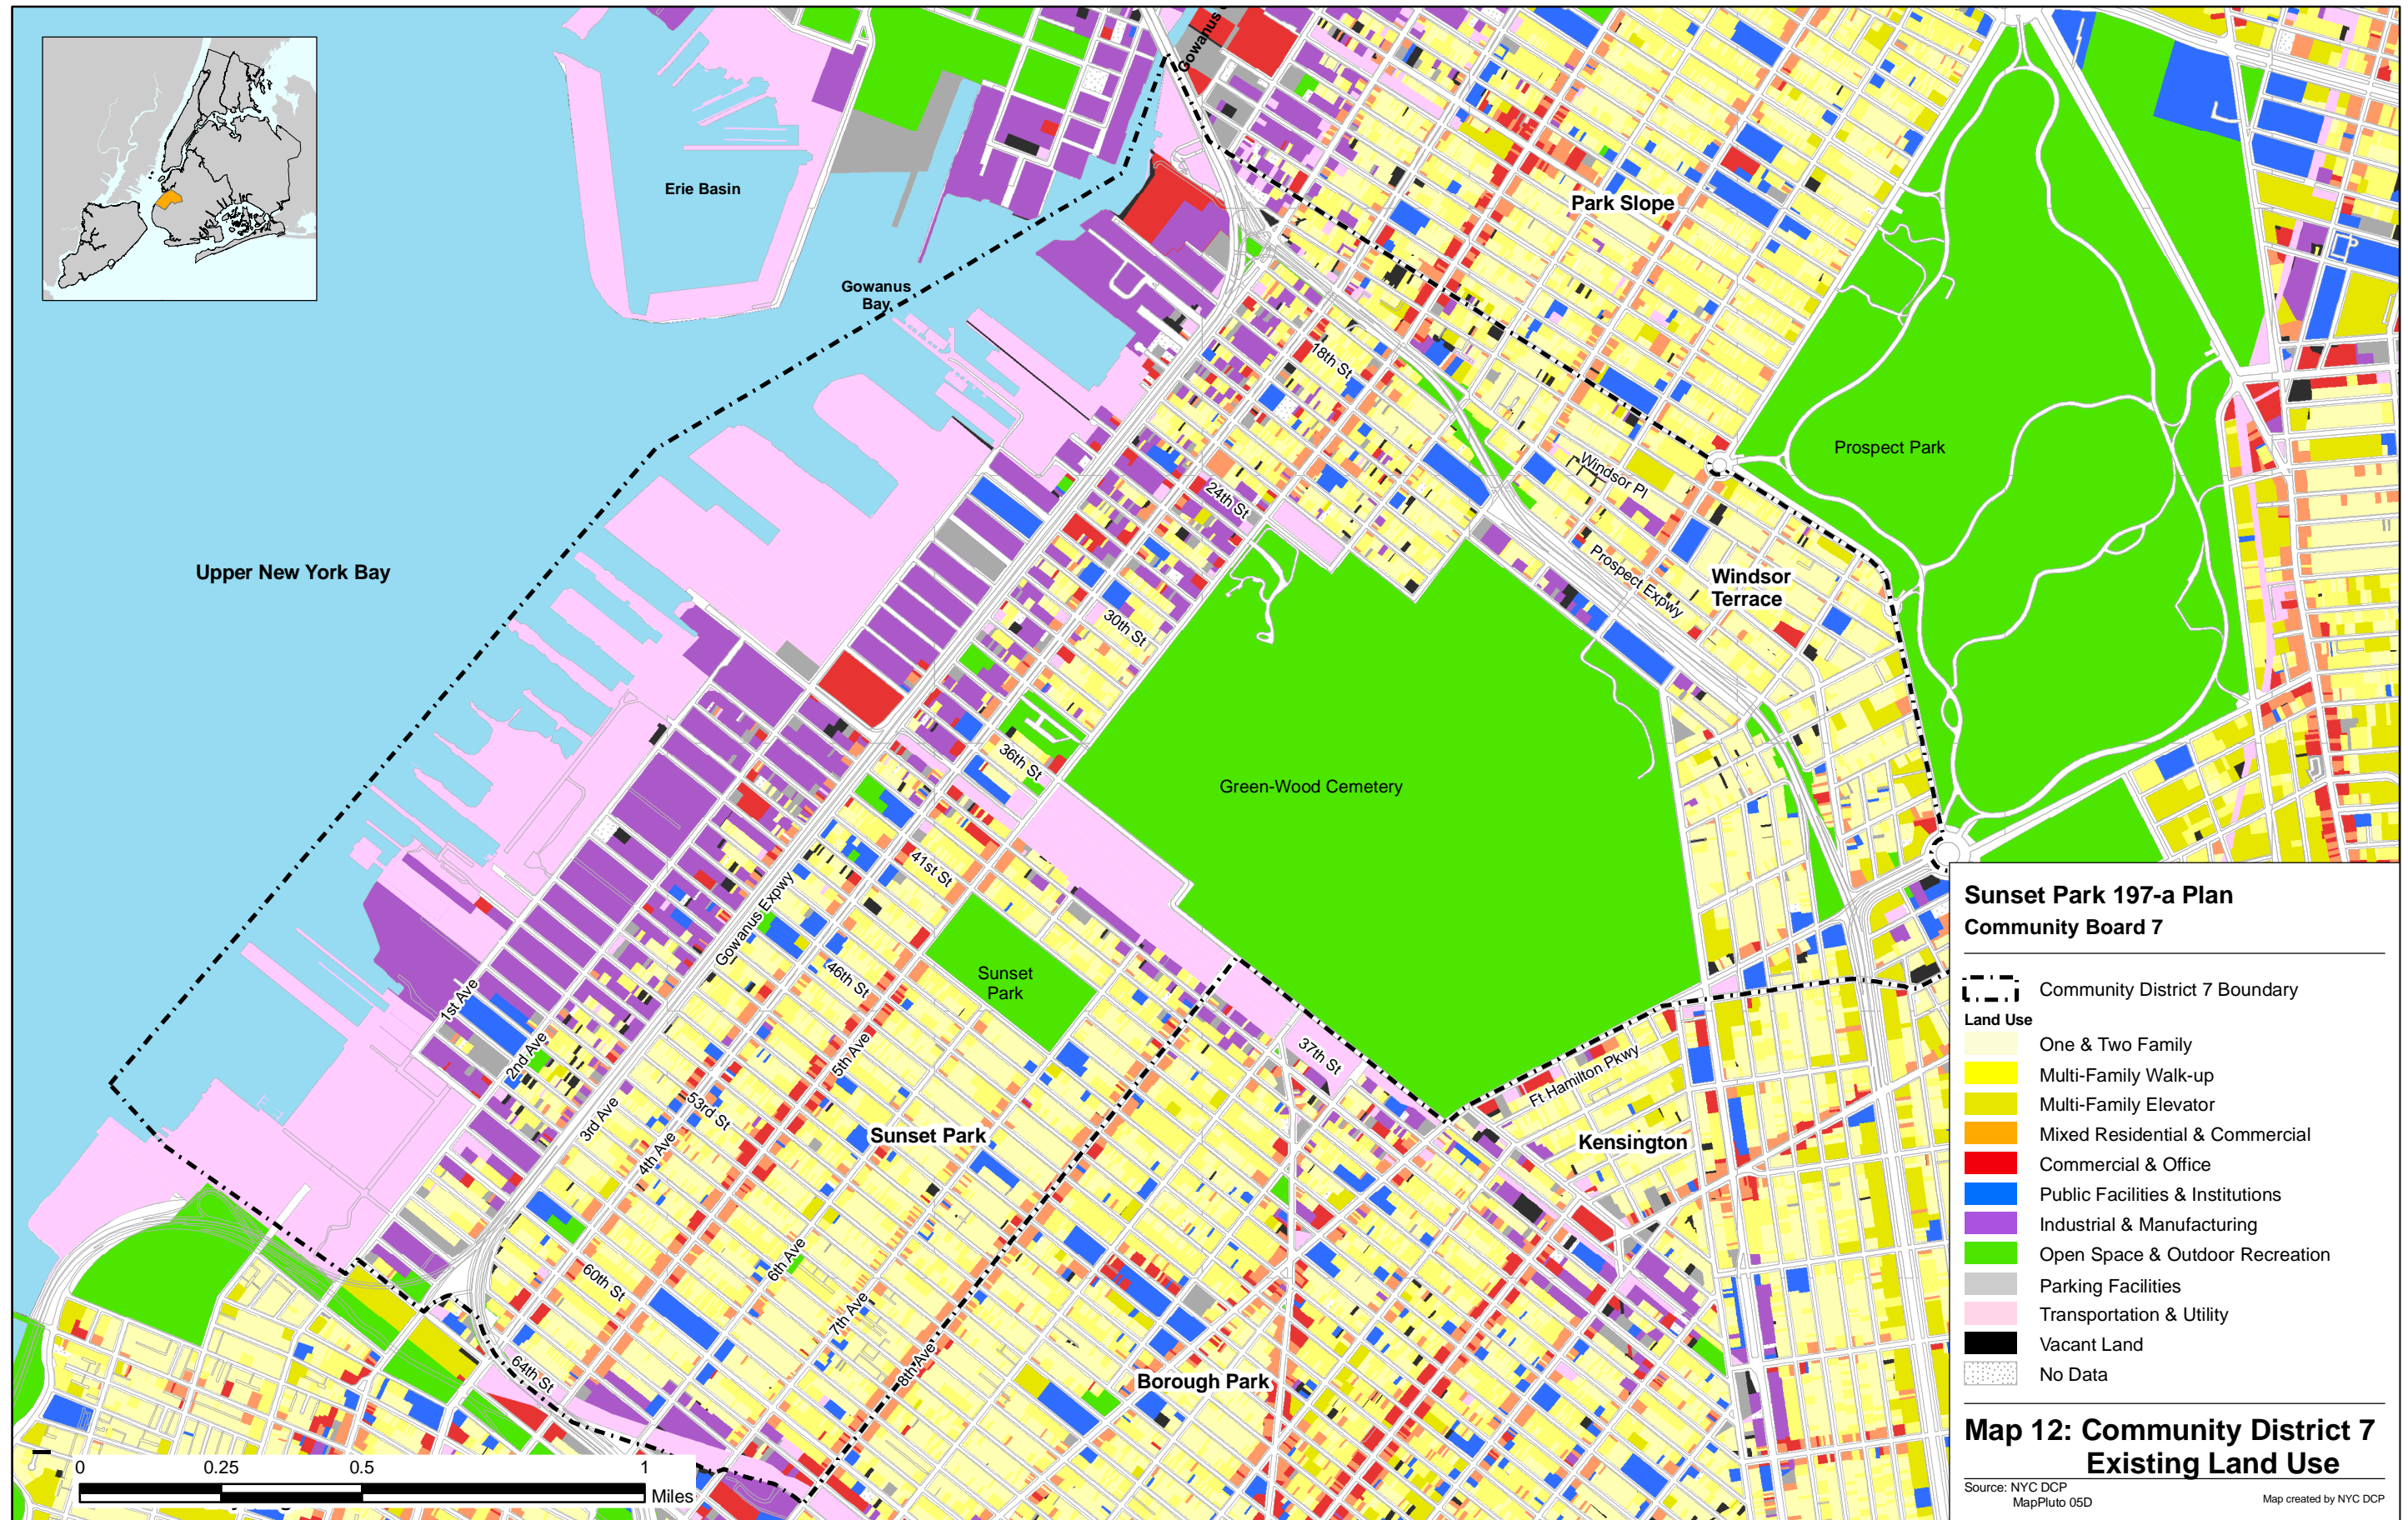 Gowanus
Erie Basin
Park Slope
Gowanus
Bay
18th St
Prospect Park
Windsor Pl
24th St
Upper New York Bay
Prospect Expwy
Windsor
Terrace
30th St
36th St
Green-Wood Cemetery
41st St
Gowanus Expwy
Sunset
Park
46th St
1st Ave
2nd Ave
5th Ave
37th St
3rd Ave
53rd St
4th Ave
Sunset Park
Ft Hamilton Pkwy
Kensington
6th Ave
60th St
7th Ave
8th Ave
64th St
Borough Park
0 0.25 0.5 1
Miles
Sunset Park 197-a Plan
Community Board 7
Community District 7 Boundary
Land Use
One & Two Family
Multi-Family Walk-up
Multi-Family Elevator
Mixed Residential & Commercial
Commercial & Office
Public Facilities & Institutions
Industrial & Manufacturing
Open Space & Outdoor Recreation
Parking Facilities
Transportation & Utility
Vacant Land
No Data
Map 12: Community District 7
Existing Land Use
Source: NYC DCP
MapPluto 05D
Map created by NYC DCP